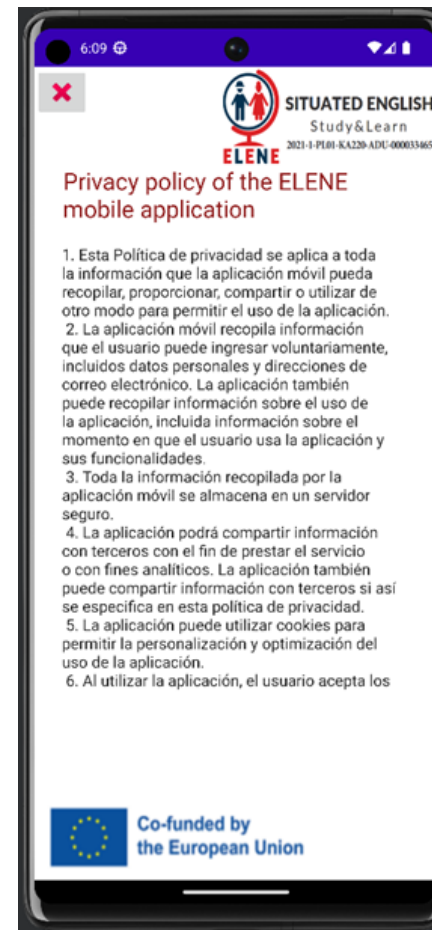 6:09
SITUATED ENGLISH
Study&Learn
2021-1-PL01-KA220-ADU-000033465
ELENE
Privacy policy of the ELENE
mobile application
1. Esta Política de privacidad se aplica a toda
la información que la aplicación móvil pueda
recopilar, proporcionar, compartir o utilizar de
otro modo para permitir el uso de la aplicación.
2. La aplicación móvil recopila información
que el usuario puede ingresar voluntariamente,
incluidos datos personales y direcciones de
correo electrónico. La aplicación también
puede recopilar información sobre el uso de
la aplicación, incluida información sobre el
momento en que el usuario usa la aplicación y
sus funcionalidades.
3. Toda la información recopilada por la
aplicación móvil se almacena en un servidor
seguro.
4. La aplicación podrá compartir información
con terceros con el fin de prestar el servicio
o con fines analíticos. La aplicación también
puede compartir información con terceros si así
se especifica en esta política de privacidad.
5. La aplicación puede utilizar cookies para
permitir la personalización y optimización del
uso de la aplicación.
6. Al utilizar la aplicación, el usuario acepta los
Co-funded by
the European Union